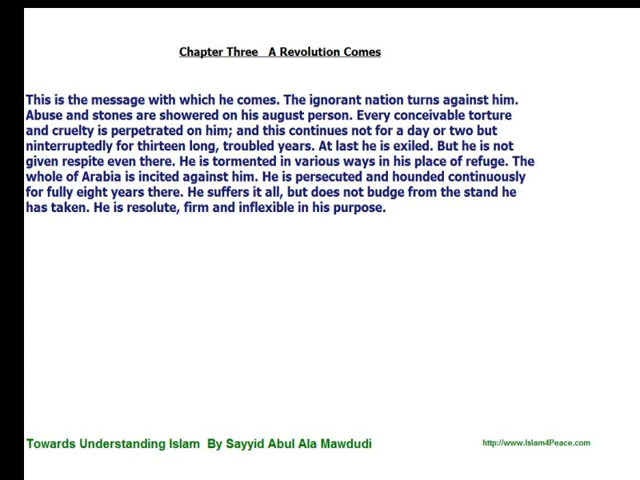 Chapter Three A Revolution Comes
This is the message with which he comes. The ignorant nation turns against him.
Abuse and stones are showered on his august person. Every conceivable torture
and cruelty is perpetrated on him; and this continues not for a day or two but
ninterruptedly for thirteen long, troubled years. At last he is exiled. But he is not
given respite even there. He is tormented in various ways in his place of refuge. The
whole of Arabia is incited against him. He is persecuted and hounded continuously
for fully eight years there. He suffers it all, but does not budge from the stand he
has taken. He is resolute, firm and inflexible in his purpose.
Towards Understanding Islam By Sayyid Abul Ala Mawdudi
http://www.Islam4Peace.com